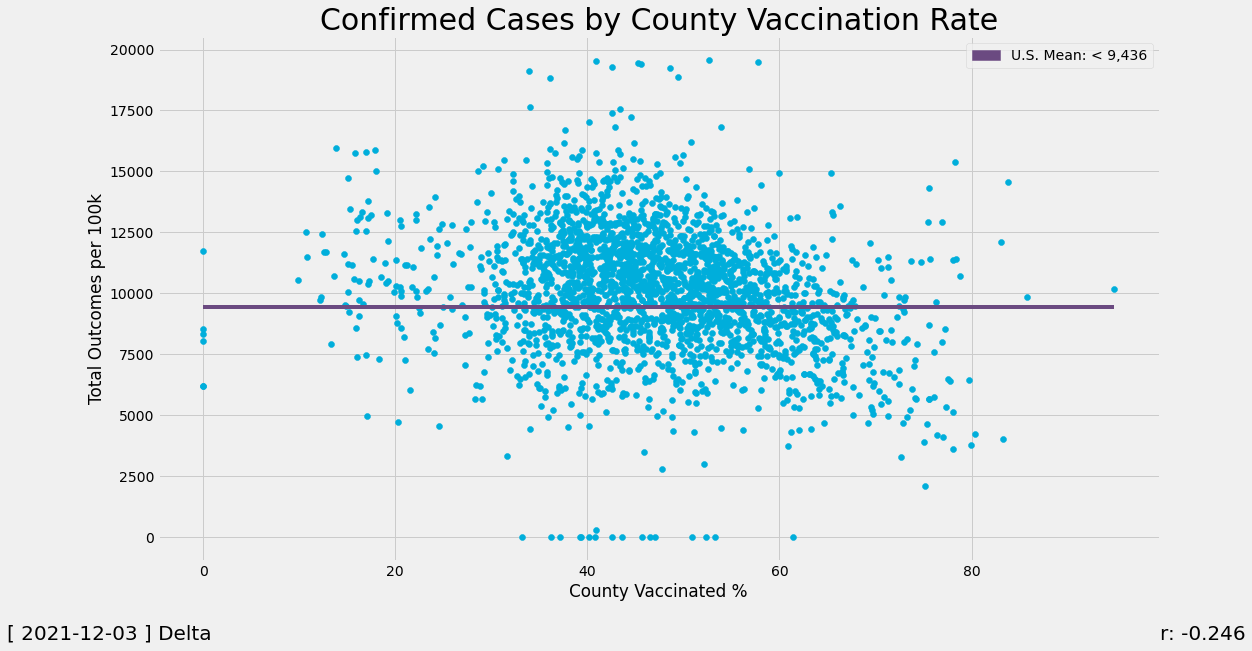 Confirmed Cases by County Vaccination Rate
U.S. Mean: < 9,436
Total Outcomes per 100k
20000
17500
15000
12500
10000
7500
5000
2500
0
0 20 40 60 80
County Vaccinated %
[ 2021-12-03 ] Delta
r: -0.246